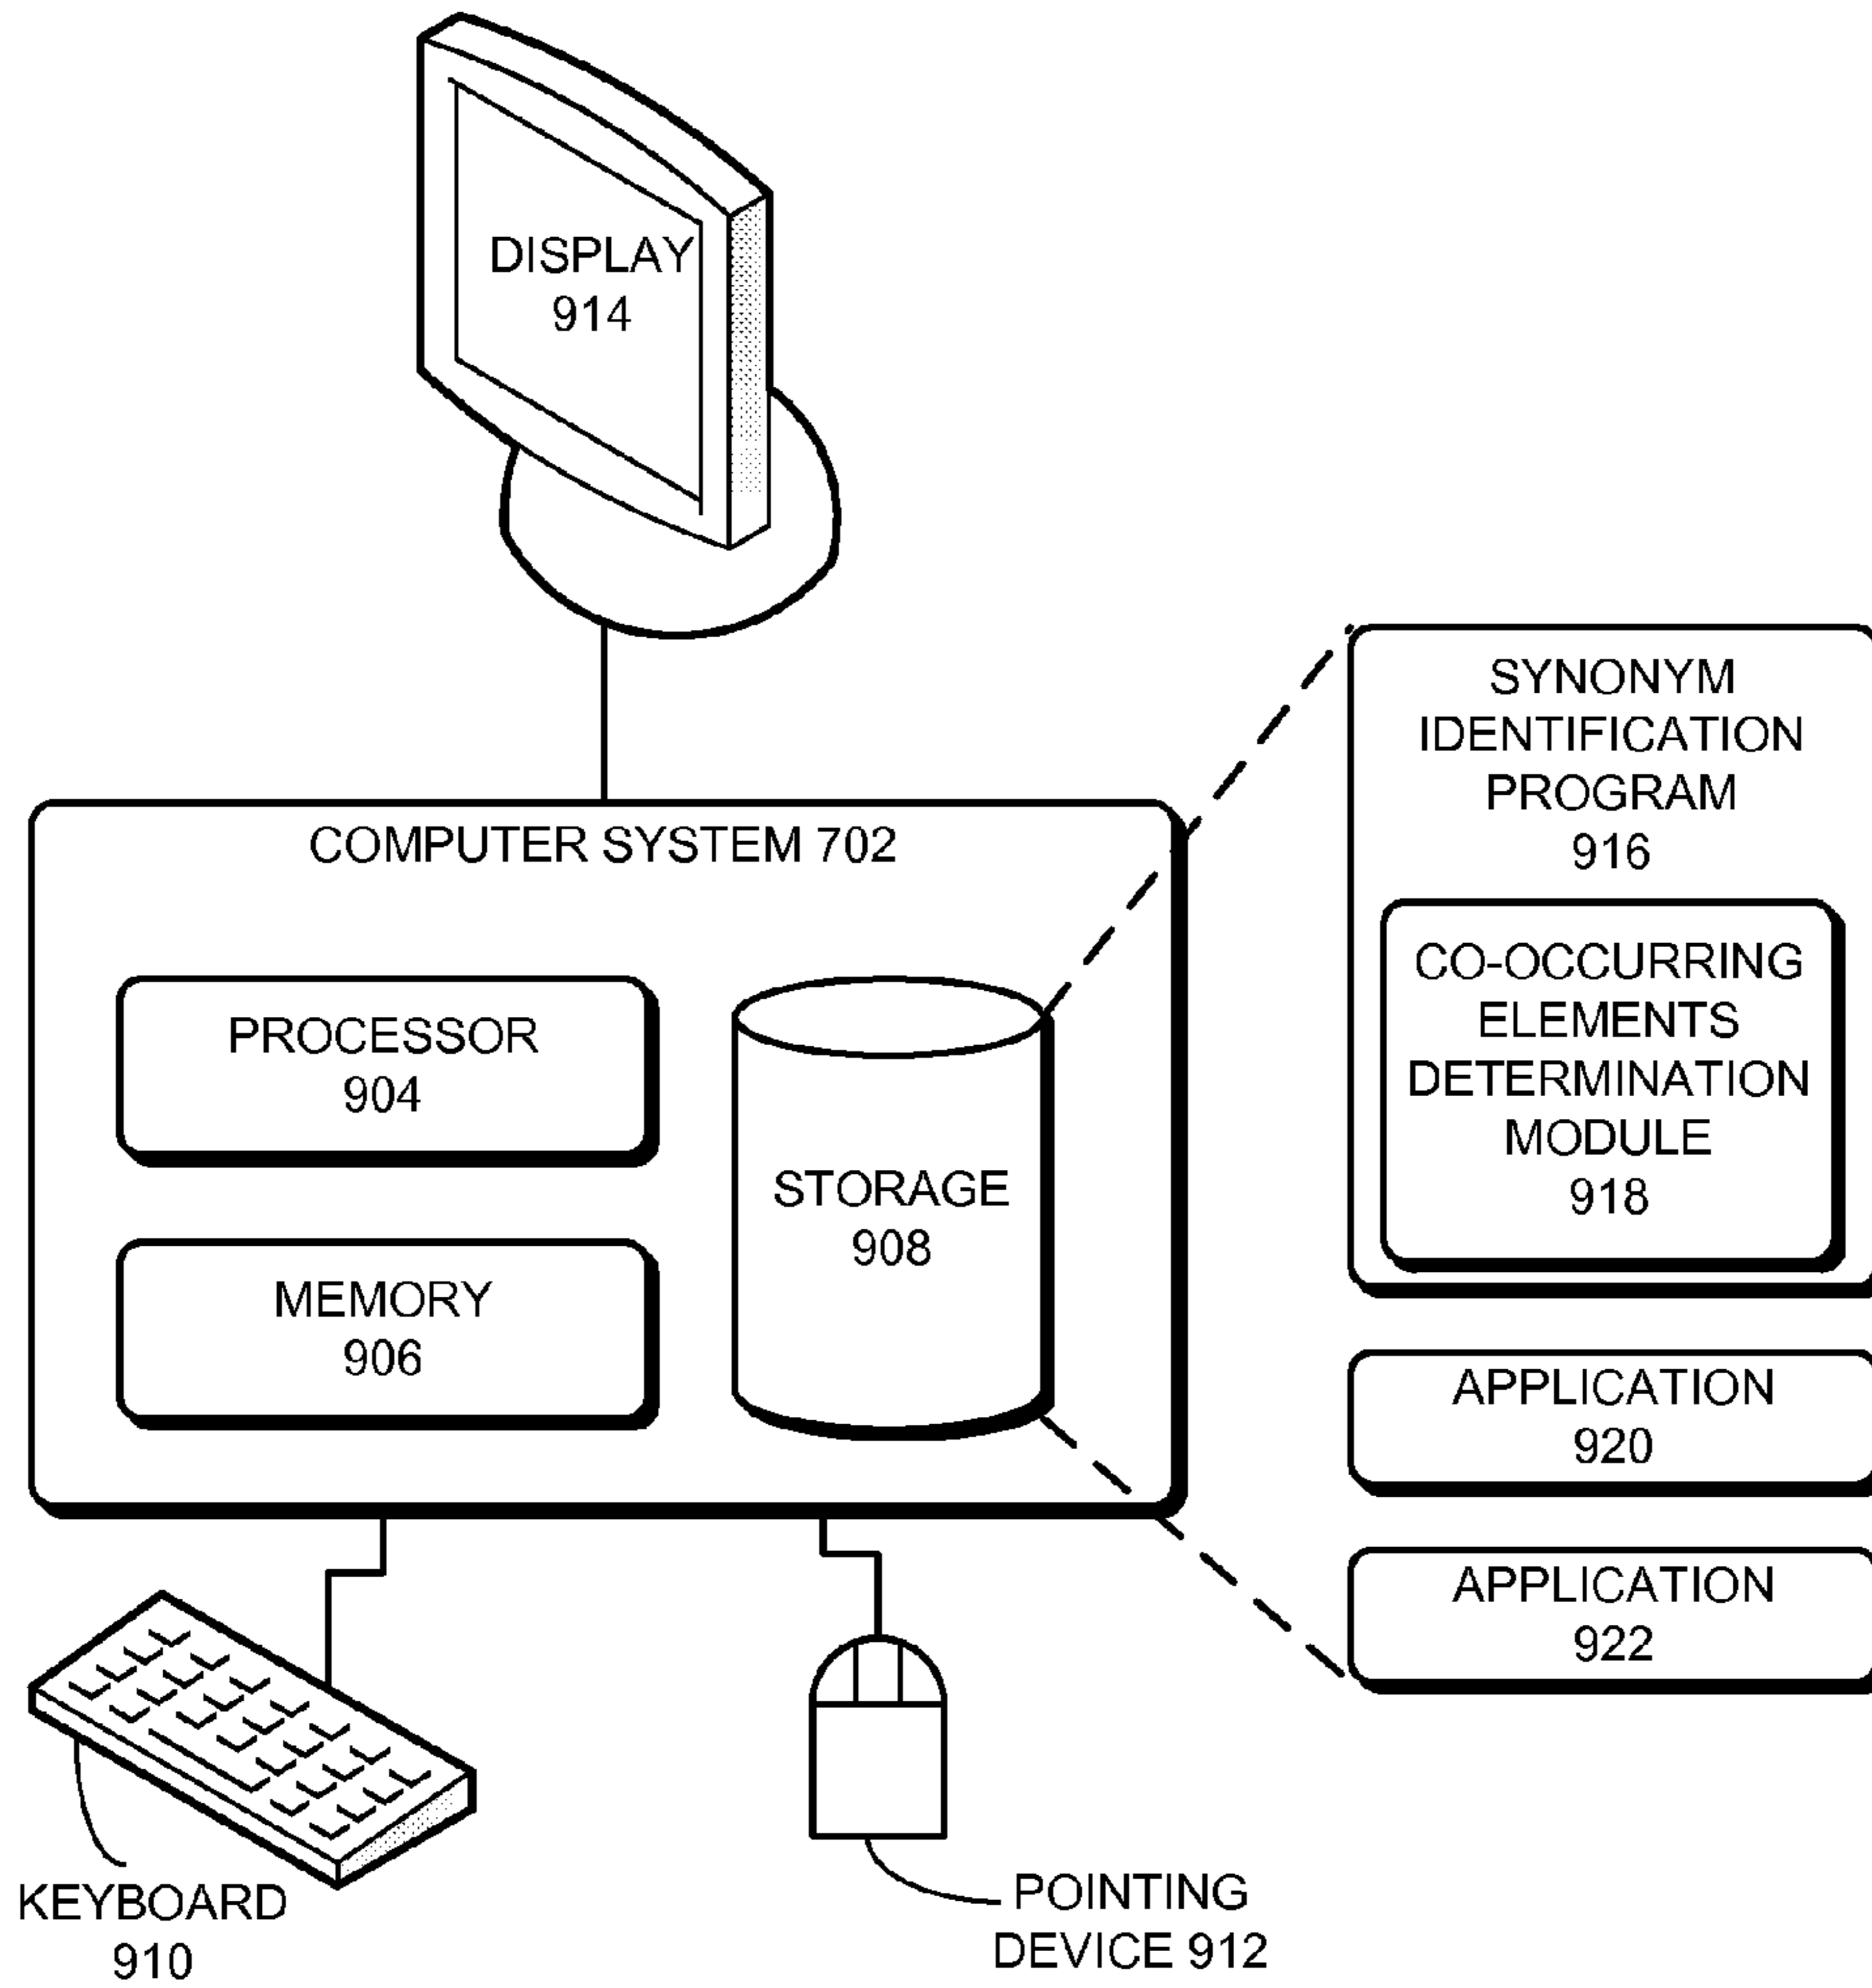 DISPLAY
914
COMPUTER SYSTEM 702
PROCESSOR
904
MEMORY
906
STORAGE
908
SYNONYM
IDENTIFICATION
PROGRAM
916
CO-OCCURRING
ELEMENTS
DETERMINATION
MODULE
918
APPLICATION
920
APPLICATION
922
KEYBOARD
910
POINTING
DEVICE 912